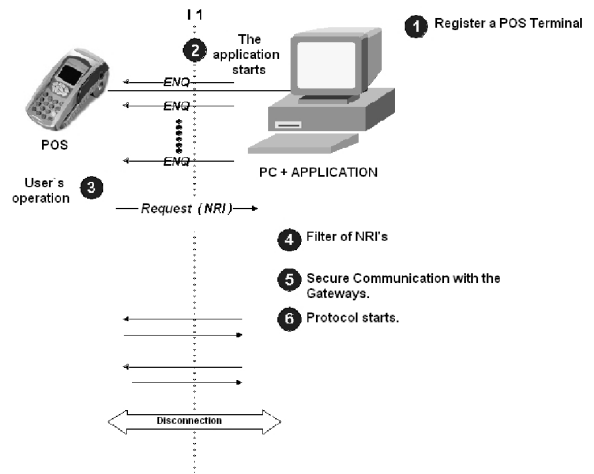 I1
1 Register a POS Terminal
2 The
application
starts
ENQ
ENQ
ENQ
POS
PC + APPLICATION
User`s
operation 3
Request (NRI)
4 Filter of NRI's
5 Secure Communication with the
Gateways.
6 Protocol starts.
Disconnection